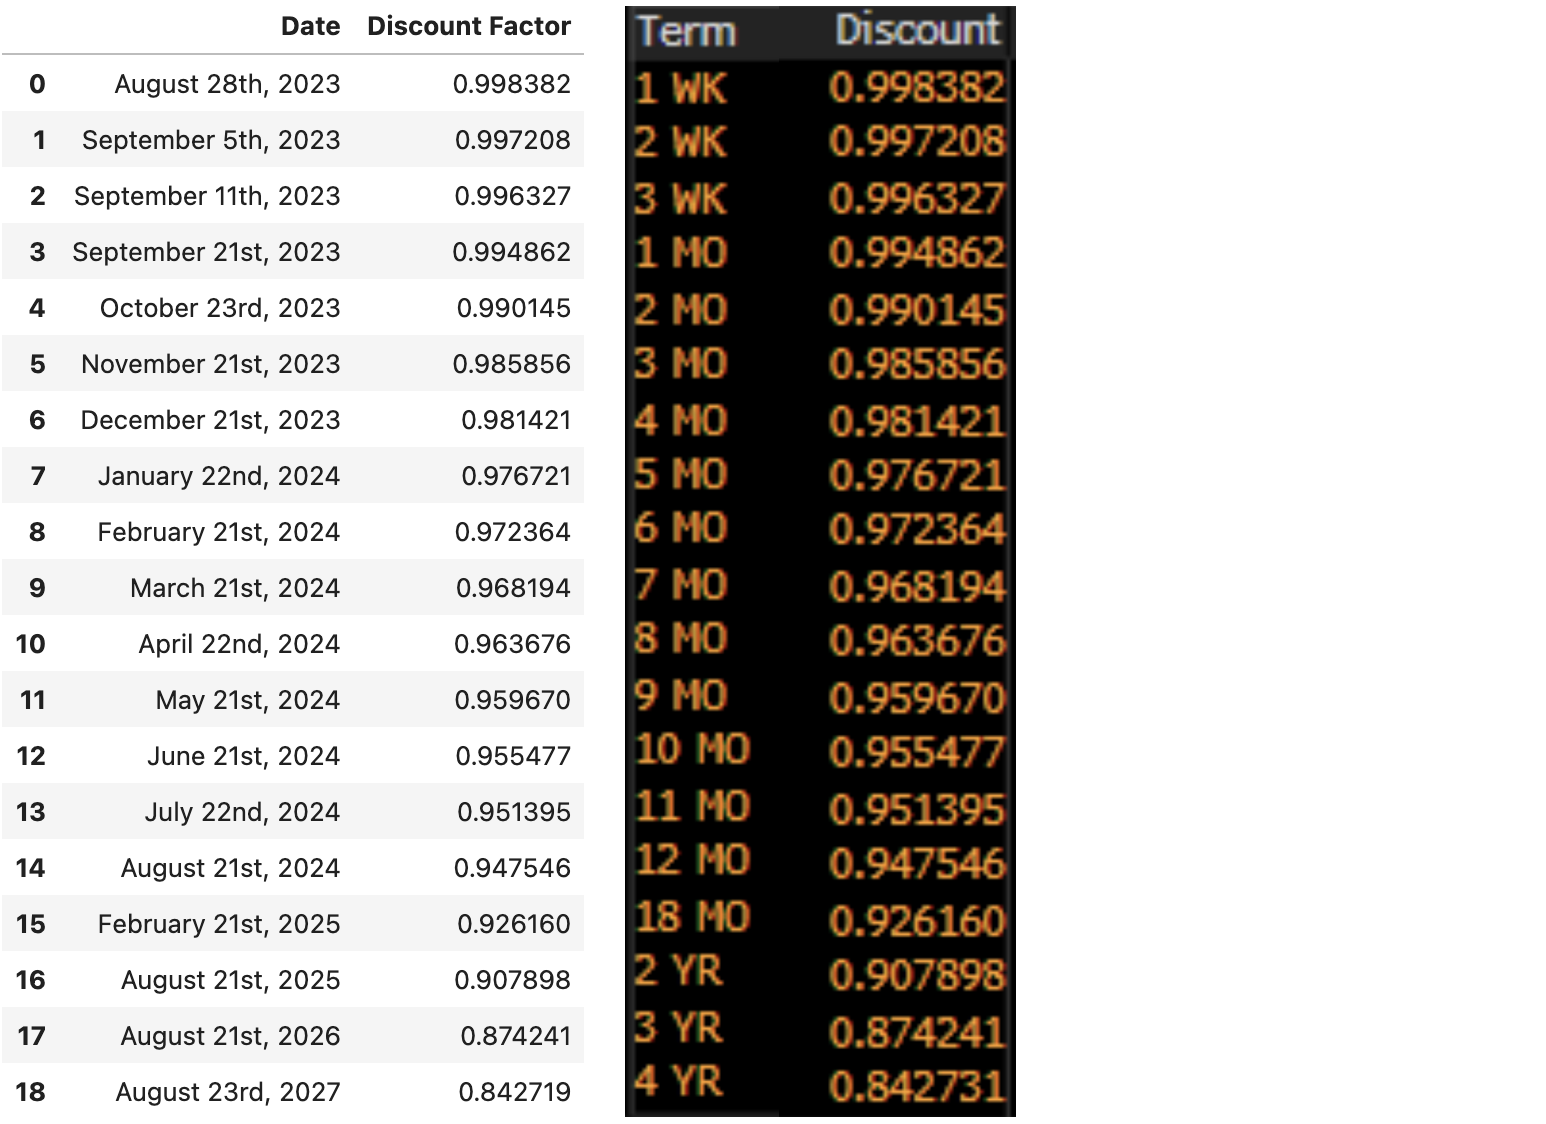 Date Discount Factor
0 August 28th, 2023 0.998382
1 September 5th, 2023 0.997208
2 September 11th, 2023 0.996327
3 September 21st, 2023 0.994862
4 October 23rd, 2023 0.990145
5 November 21st, 2023 0.985856
6 December 21st, 2023 0.981421
7 January 22nd, 2024 0.976721
8 February 21st, 2024 0.972364
9 March 21st, 2024 0.968194
10 April 22nd, 2024 0.963676
11 May 21st, 2024 0.959670
12 June 21st, 2024 0.955477
13 July 22nd, 2024 0.951395
14 August 21st, 2024 0.947546
15 February 21st, 2025 0.926160
16 August 21st, 2025 0.907898
17 August 21st, 2026 0.874241
18 August 23rd, 2027 0.842719
Term Discount
1 WK 0.998382
2 WK 0.997208
3 WK 0.996327
1 MO 0.994862
2 MO 0.990145
3 MO 0.985856
4 MO 0.981421
5 MO 0.976721
6 MO 0.972364
7 MO 0.968194
8 MO 0.963676
9 MO 0.959670
10 MO 0.955477
11 MO 0.951395
12 MO 0.947546
18 MO 0.926160
2 YR 0.907898
3 YR 0.874241
4 YR 0.842731